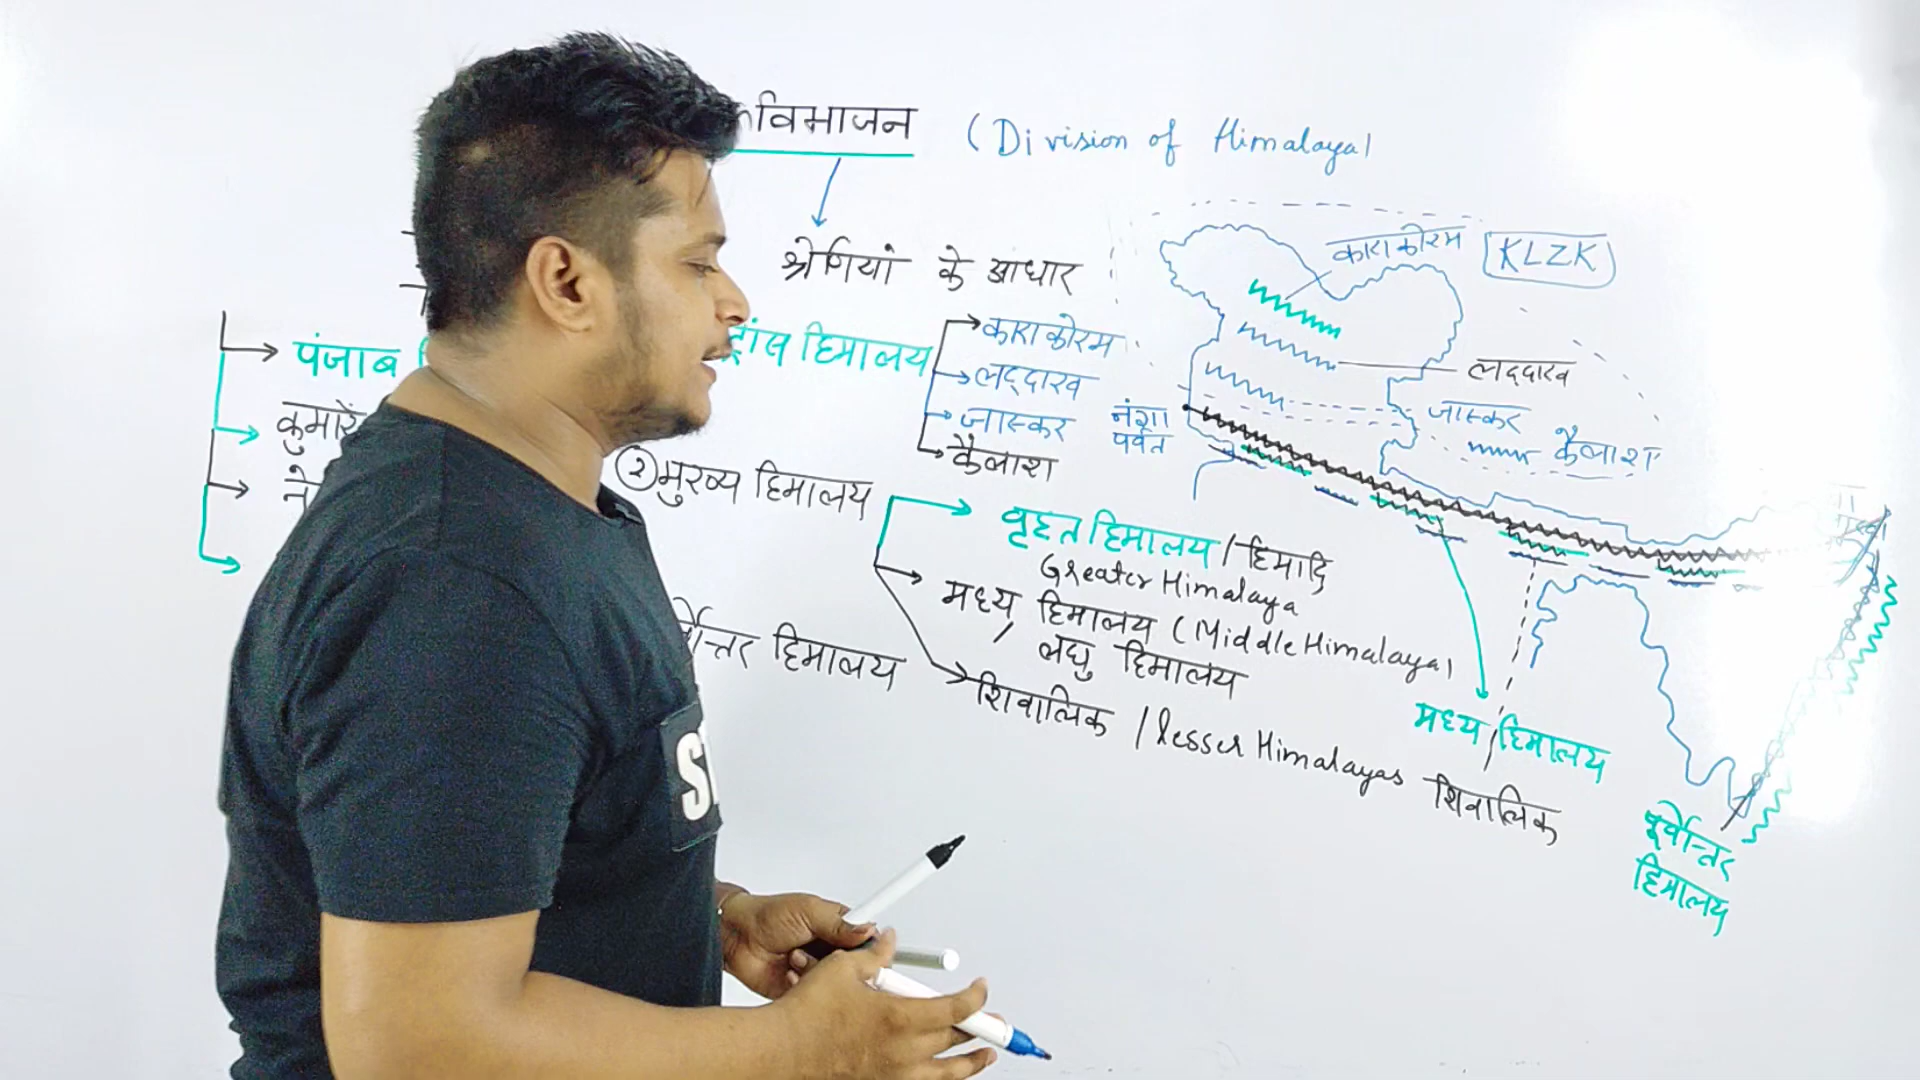 विभाजन (Division of Himalaya)
श्रेणियां के आधार
पंजाब
हिमालय
काराकोरम
लद्दाख
जास्कर
कैलाश
② मुख्य हिमालय
वृहत हिमालय / हिमाद्रि
Greater Himalaya
मध्य हिमालय (Middle Himalaya)
लघु हिमालय
शिवालिक / lesser Himalayas
हिमालय
काराकोरम KLZK
लद्दाख
जास्कर
कैलाश
नंगा
पर्वत
मध्य हिमालय
शिवालिक
पूर्वोत्तर
हिमालय